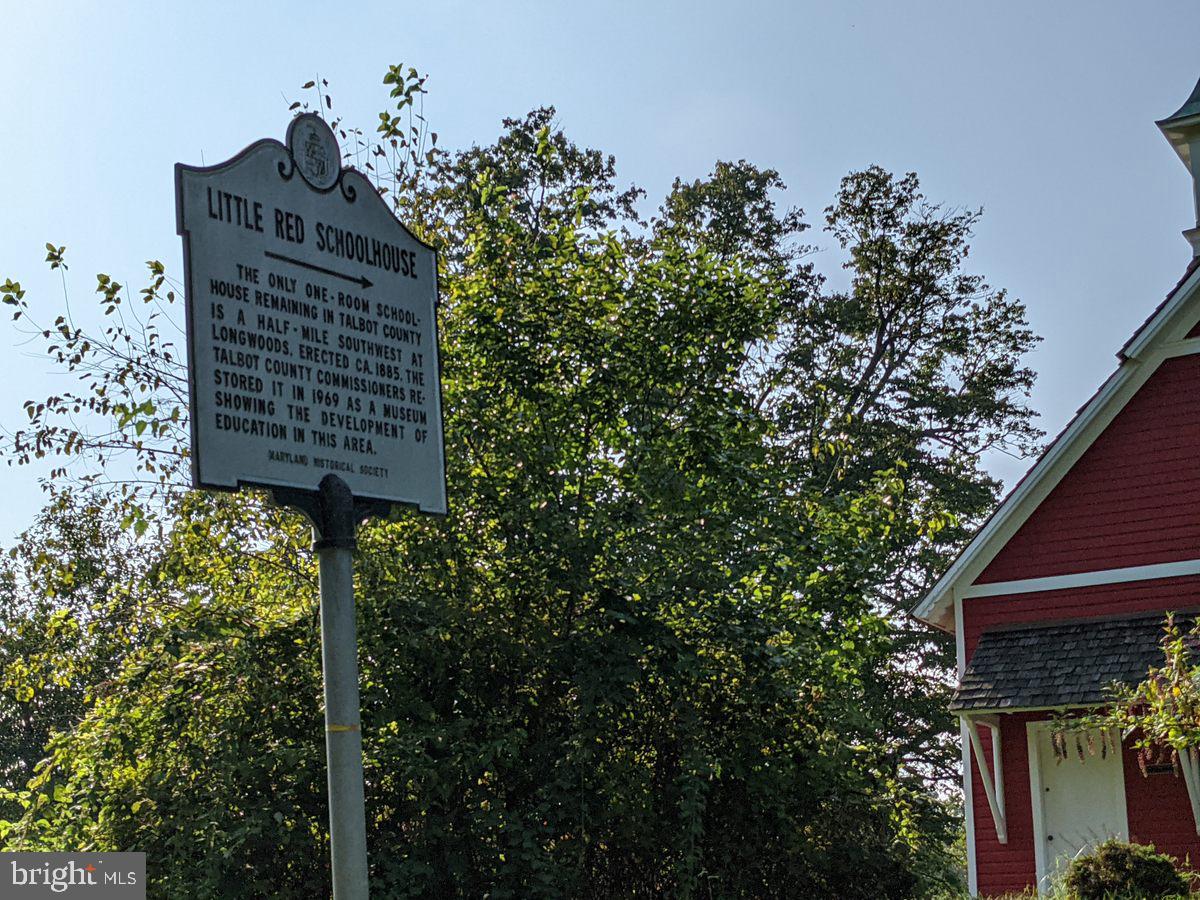 LITTLE RED SCHOOLHOUSE
THE ONLY ONE-ROOM SCHOOL-
HOUSE REMAINING IN TALBOT COUNTY
IS A HALF-MILE SOUTHWEST AT
LONGWOODS. ERECTED CA. 1885. THE
TALBOT COUNTY COMMISSIONERS RE-
STORED IT IN 1969 AS A MUSEUM
SHOWING THE DEVELOPMENT OF
EDUCATION IN THIS AREA.
MARYLAND HISTORICAL SOCIETY
bright MLS